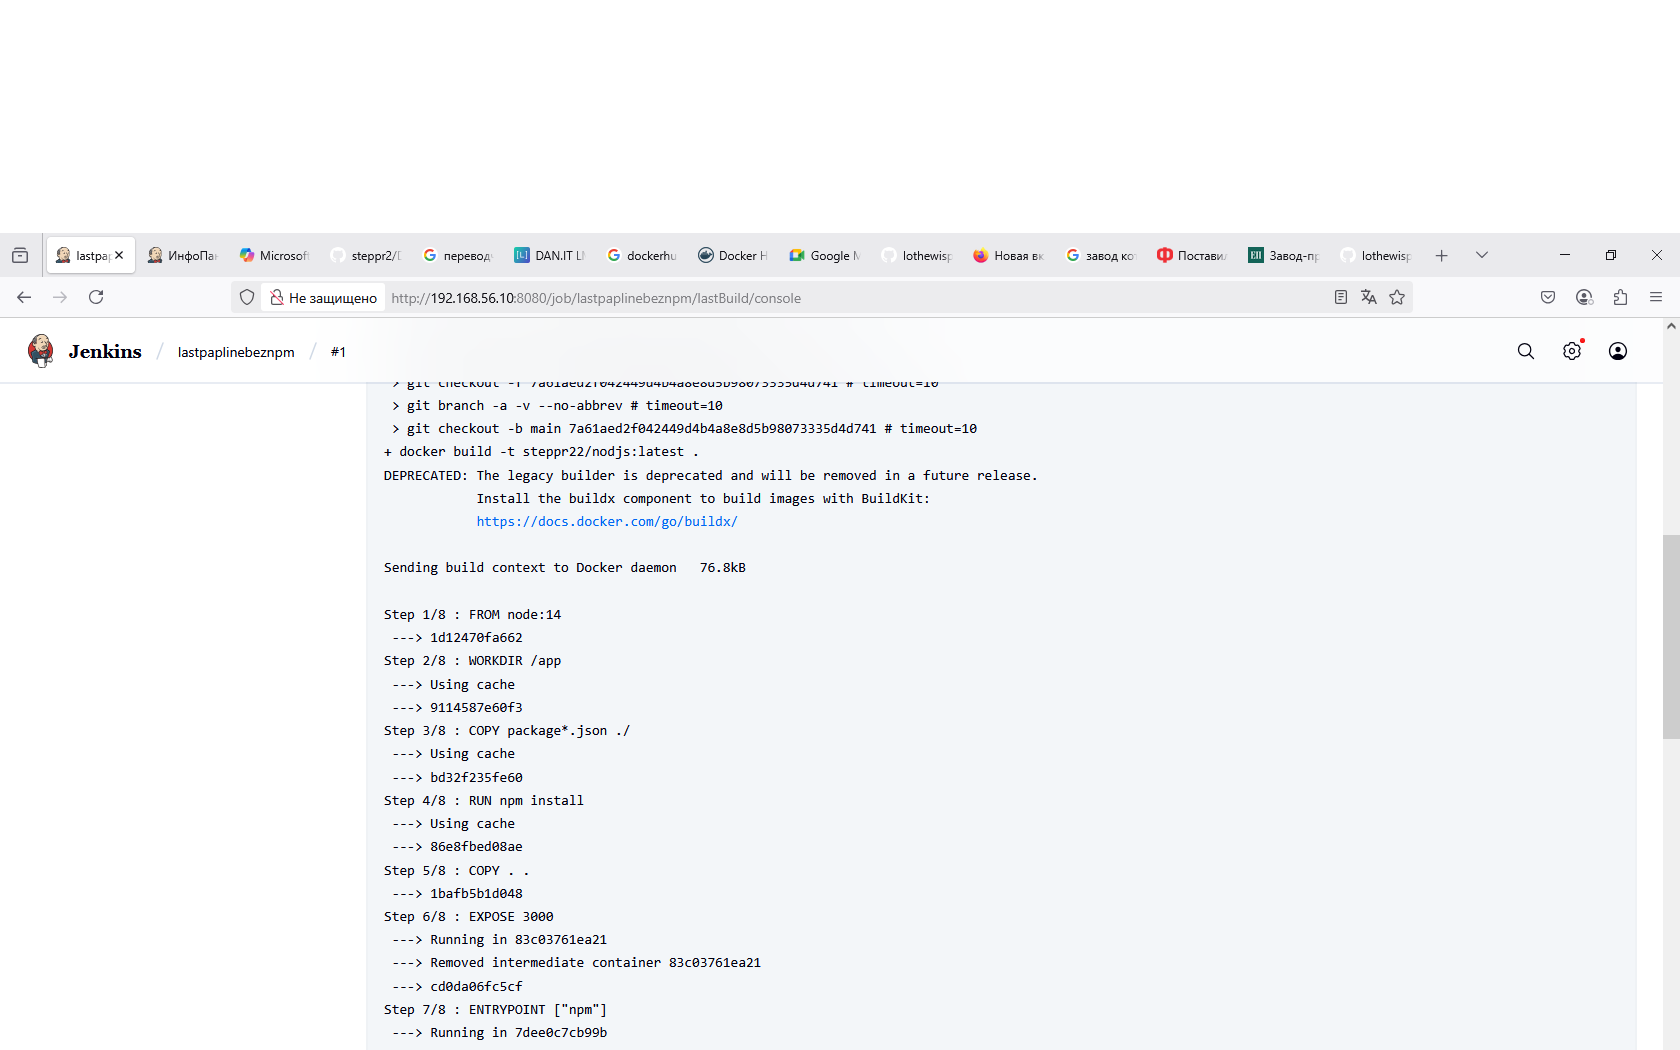 lastpa
ИнфоПан
Microsoft
steppr2/D
перевод
DAN.IT LM
dockerhu
Docker H
Google M
lothewisp
Новая вк
завод ко
Постави
Завод-пр
lothewisp
Не защищено
http://192.168.56.10:8080/job/lastpaplinebeznpm/lastBuild/console
Jenkins / lastpaplinebeznpm / #1
> git checkout -f 7a61aed2f042449d4b4a8e8d5b98073335d4d741 # timeout=10
> git branch -a -v --no-abbrev # timeout=10
> git checkout -b main 7a61aed2f042449d4b4a8e8d5b98073335d4d741 # timeout=10
+ docker build -t steppr22/nodjs:latest .
DEPRECATED: The legacy builder is deprecated and will be removed in a future release.
Install the buildx component to build images with BuildKit:
https://docs.docker.com/go/buildx/
Sending build context to Docker daemon 76.8kB
Step 1/8 : FROM node:14
---> 1d12470fa662
Step 2/8 : WORKDIR /app
---> Using cache
---> 9114587e60f3
Step 3/8 : COPY package*.json ./
---> Using cache
---> bd32f235fe60
Step 4/8 : RUN npm install
---> Using cache
---> 86e8fbed08ae
Step 5/8 : COPY . .
---> 1bafb5b1d048
Step 6/8 : EXPOSE 3000
---> Running in 83c03761ea21
---> Removed intermediate container 83c03761ea21
---> cd0da06fc5cf
Step 7/8 : ENTRYPOINT ["npm"]
---> Running in 7dee0c7cb99b